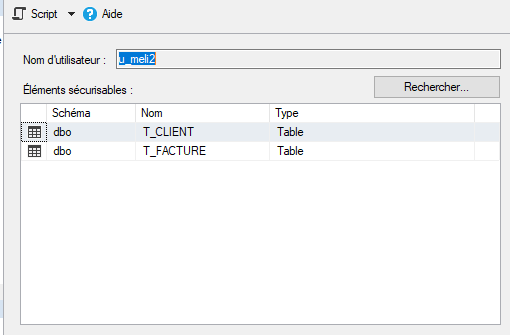 Script Aide
Nom d'utilisateur : u_meli2
Éléments sécurisables : Rechercher...
Schéma Nom Type
dbo T_CLIENT Table
dbo T_FACTURE Table